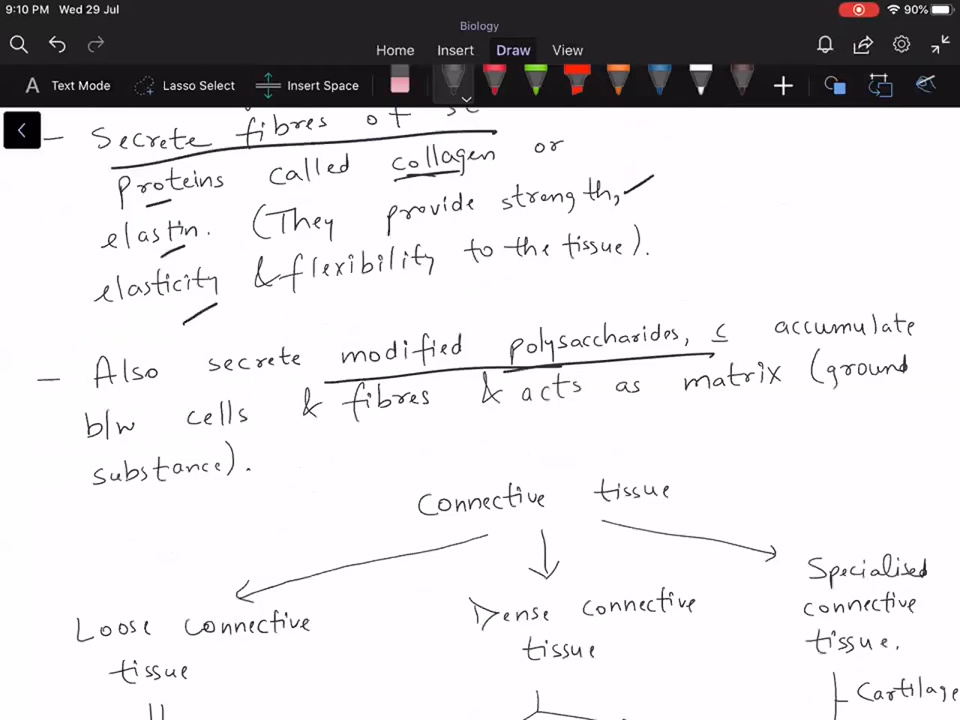 9:10 PM Wed 29 Jul
90%
Biology
Home Insert Draw View
Text Mode Lasso Select Insert Space
- Secrete fibres of
proteins called collagen or
elastin. (They provide strength,
elasticity & flexibility to the tissue).
- Also secrete modified polysaccharides, c accumulate
b/w cells & fibres & acts as matrix (ground
substance).
Connective tissue
Loose connective
tissue
Dense connective
tissue
Specialised
connective
tissue.
Cartilage